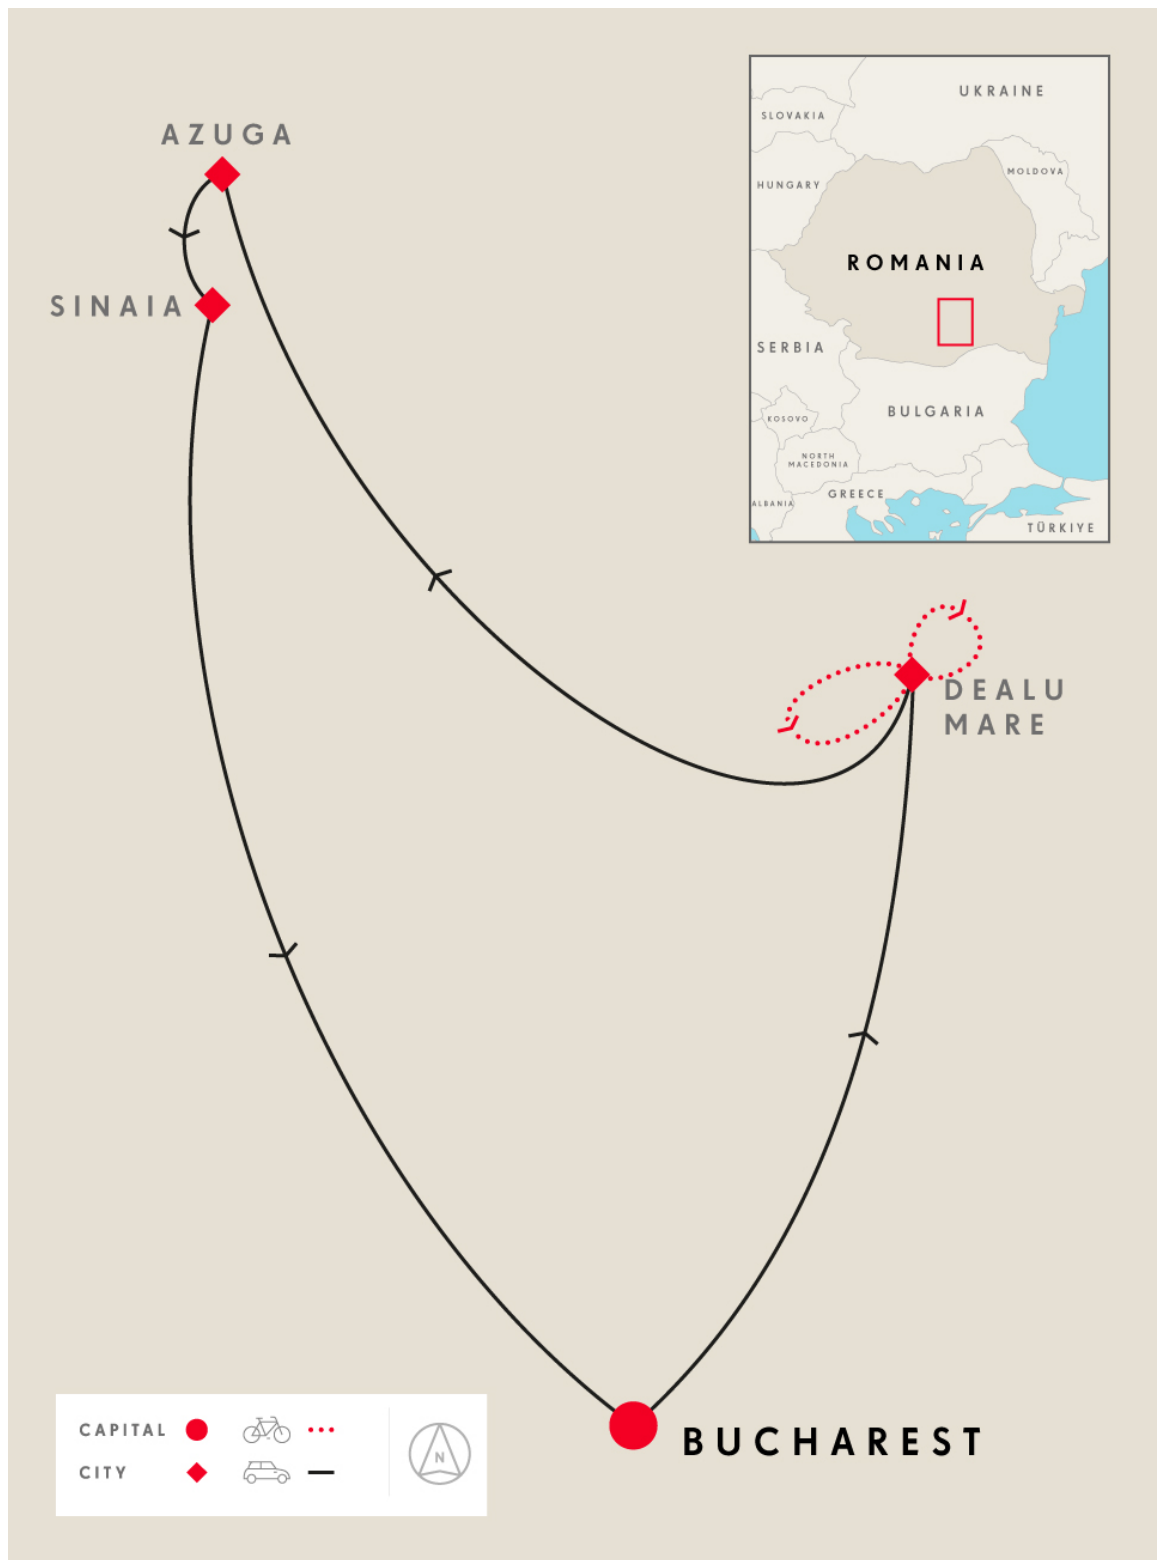 AZUGA
SINAIA
UKRAINE
SLOVAKIA
MOLDOVA
HUNGARY
ROMANIA
SERBIA
BULGARIA
KOSOVO
NORTH
MACEDONIA
GREECE
ALBANIA
TÜRKIYE
DEALU
MARE
BUCHAREST
CAPITAL
CITY
N